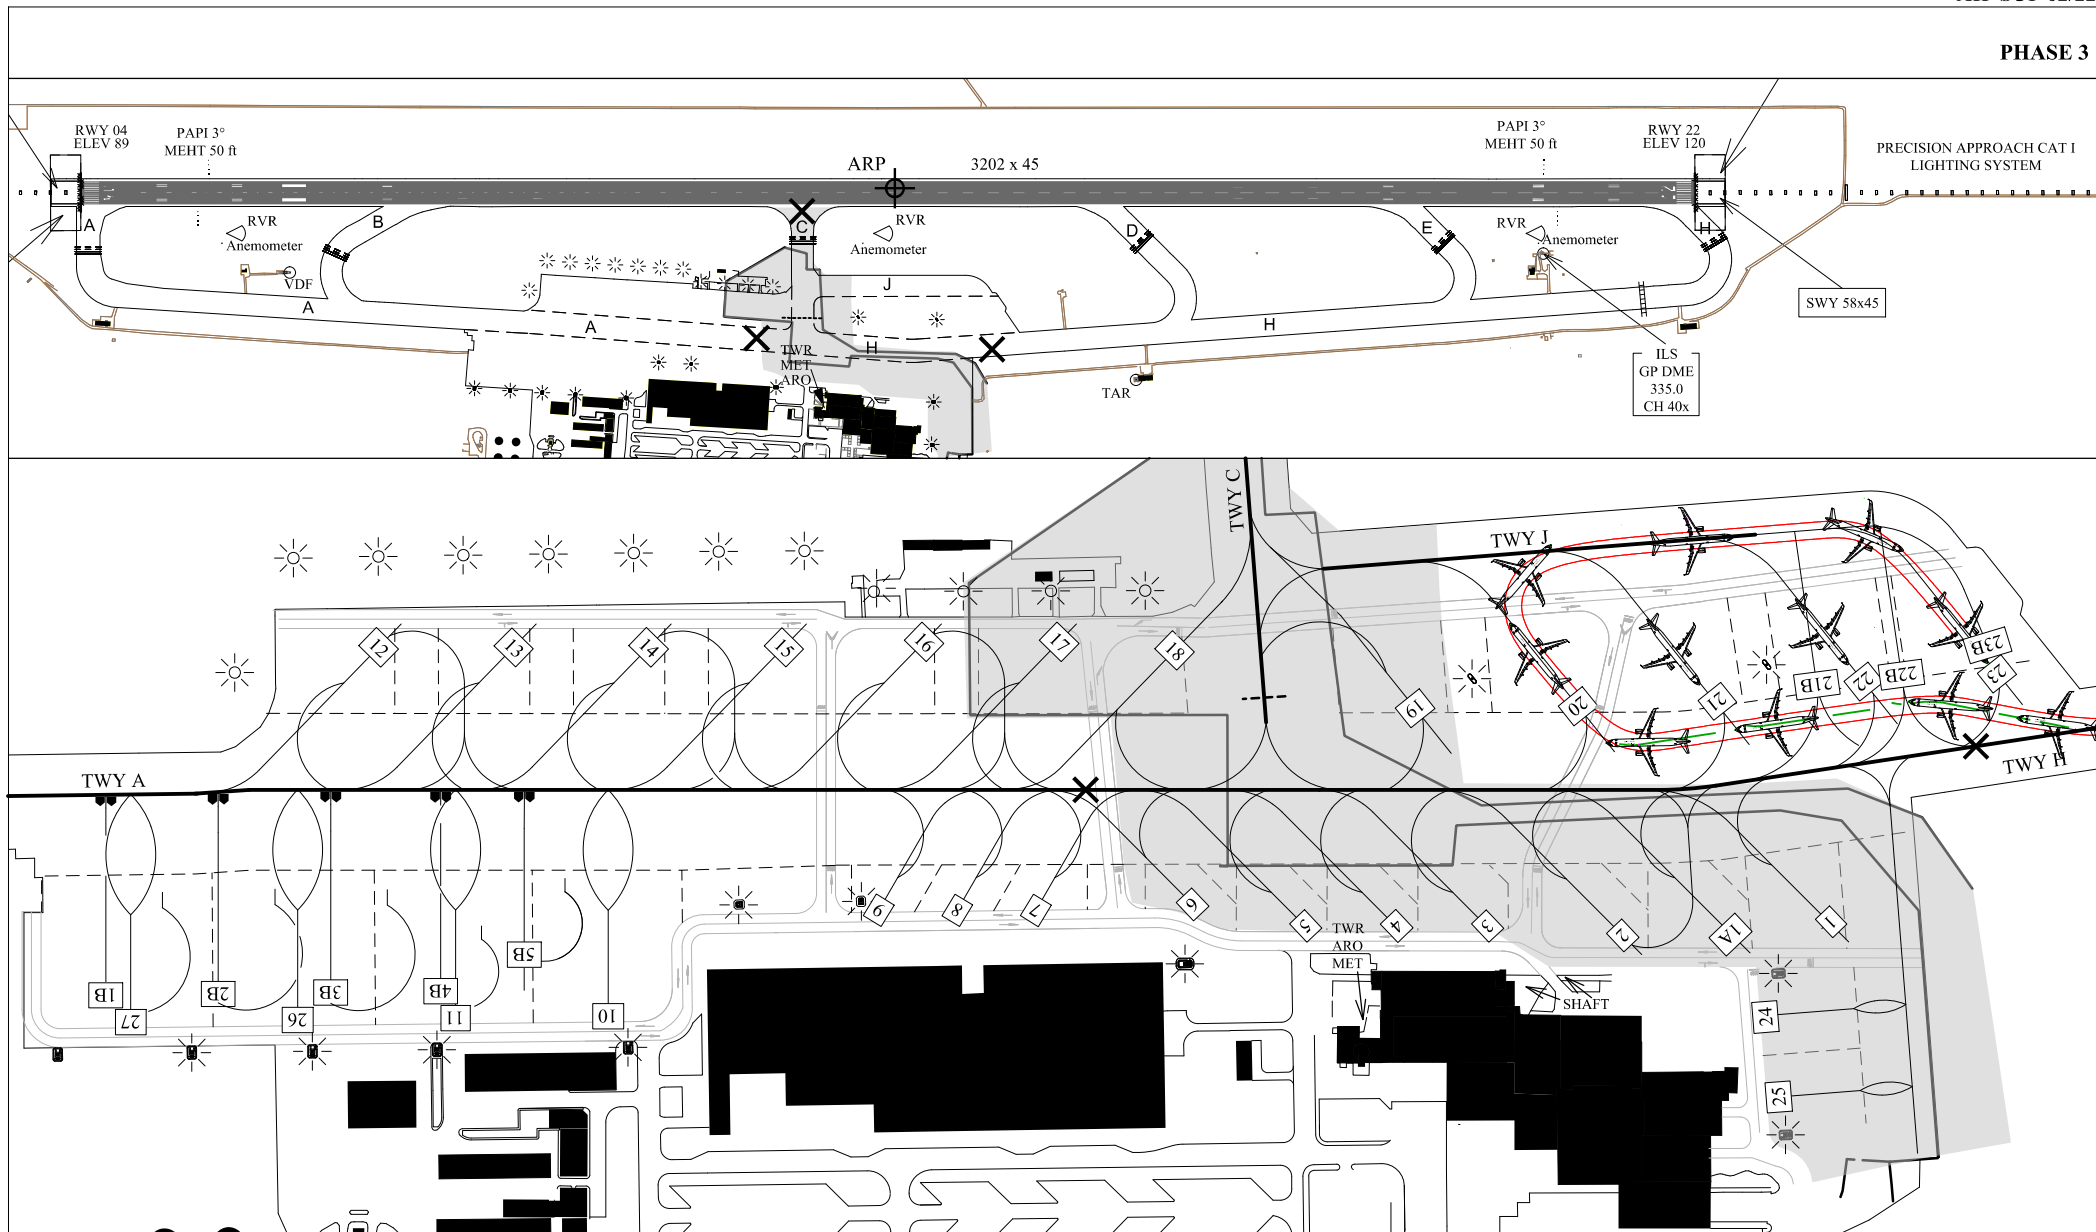 PHASE 3
RWY 04
ELEV 89
PAPI 3°
MEHT 50 ft
ARP
3202 x 45
PAPI 3°
MEHT 50 ft
RWY 22
ELEV 120
PRECISION APPROACH CAT I
LIGHTING SYSTEM
A
B
C
D
E
H
RVR
Anemometer
RVR
Anemometer
RVR
Anemometer
VDF
J
A
A
H
H
SWY 58x45
TWR
MET
ARO
TAR
ILS
GP DME
335.0
CH 40x
TWY C
TWY J
12
13
14
15
16
17
18
19
20
21
21B
22
22B
23
23B
TWY A
TWY H
9
8
7
6
5
4
3
2
1A
1
1B
27
2B
26
3B
4B
11
5B
10
TWR
ARO
MET
SHAFT
24
25